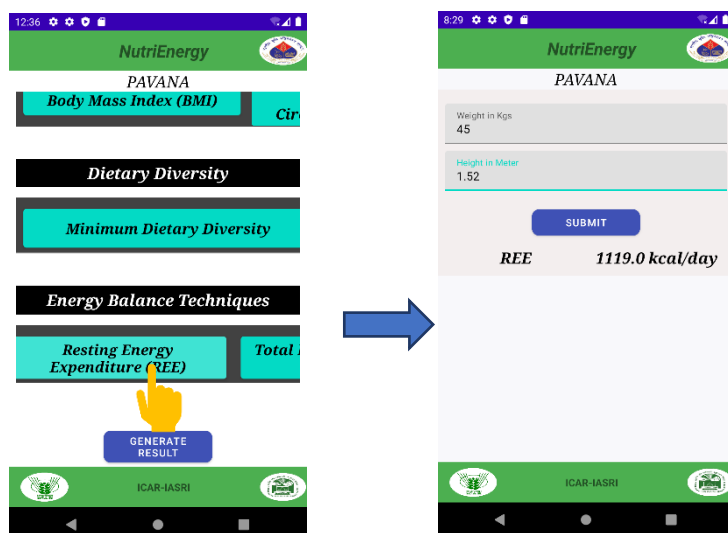 12:36
NutriEnergy
PAVANA
Body Mass Index (BMI)
Cir
Dietary Diversity
Minimum Dietary Diversity
Energy Balance Techniques
Resting Energy
Expenditure (REE)
Total
GENERATE
RESULT
ICAR-IASRI
8:29
NutriEnergy
PAVANA
Weight in Kgs
45
Height in Meter
1.52
SUBMIT
REE 1119.0 kcal/day
ICAR-IASRI